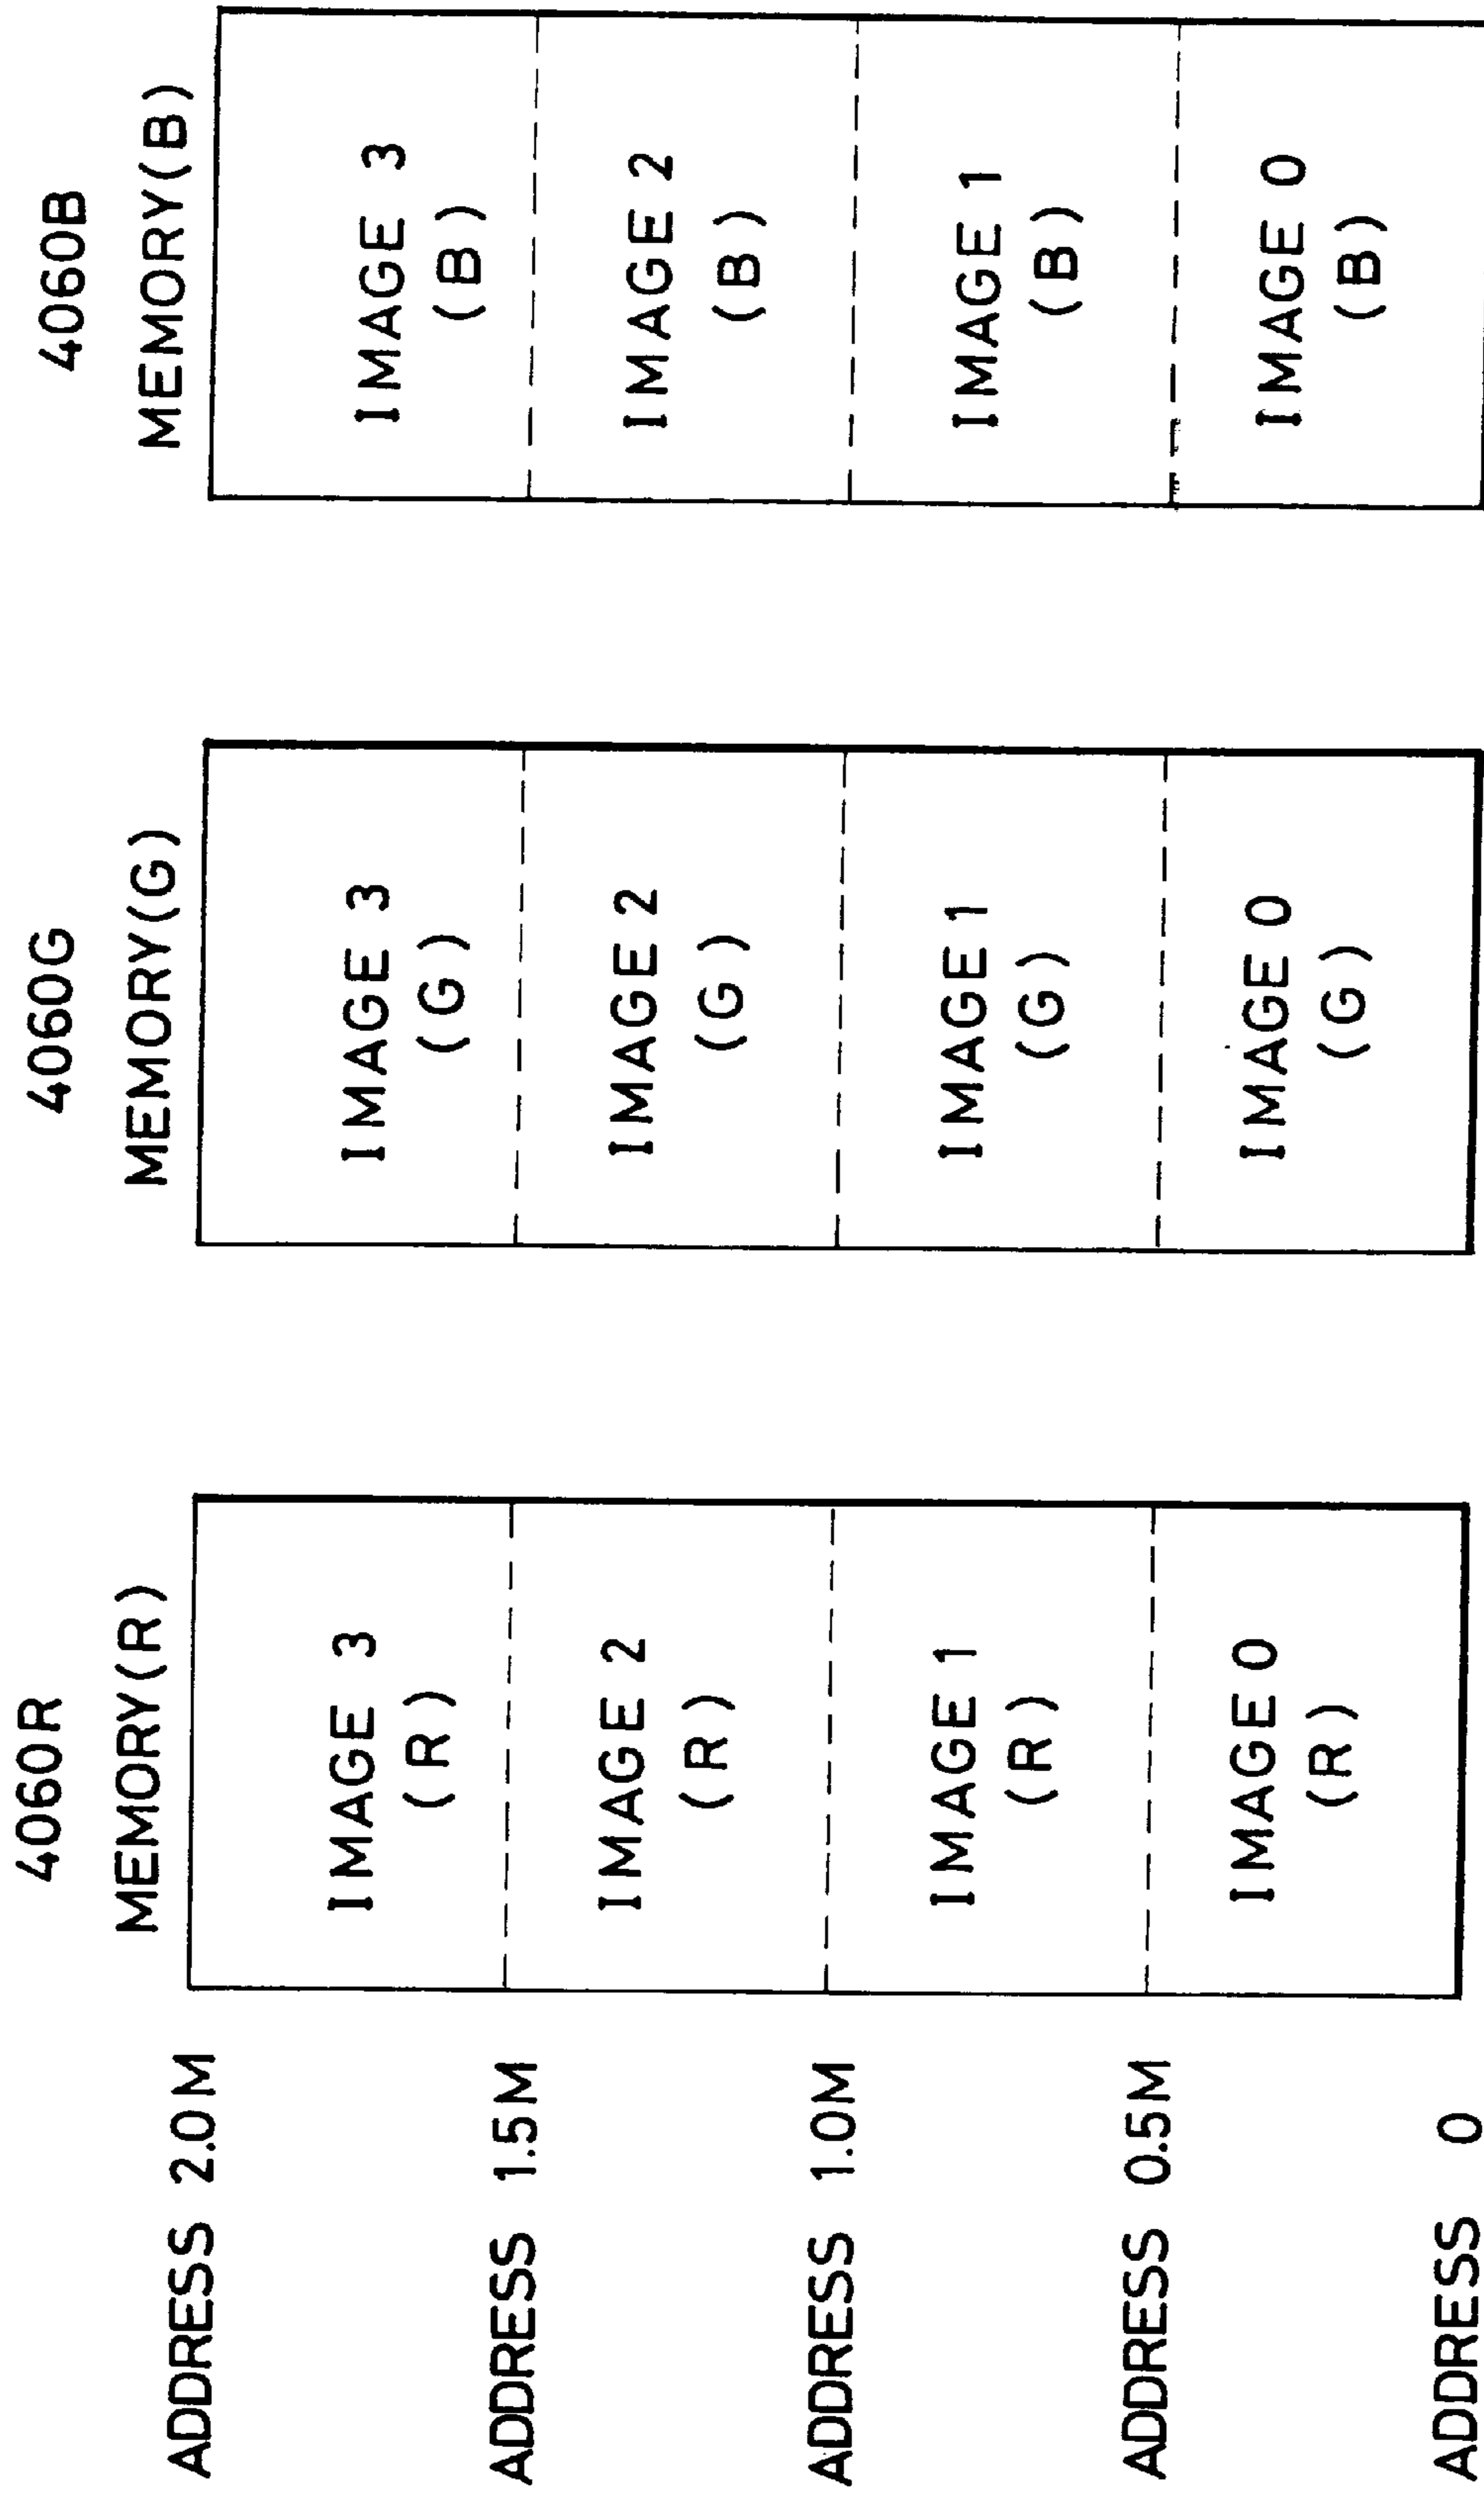 4060R 4060G 4060B
MEMORY(R) MEMORY(G) MEMORY(B)
ADDRESS 2.0M
IMAGE 3 IMAGE 3 IMAGE 3
(R) (G) (B)
ADDRESS 1.5M
IMAGE 2 IMAGE 2 IMAGE 2
(R) (G) (B)
ADDRESS 1.0M
IMAGE 1 IMAGE 1 IMAGE 1
(R) (G) (B)
ADDRESS 0.5M
IMAGE 0 IMAGE 0 IMAGE 0
(R) (G) (B)
ADDRESS 0